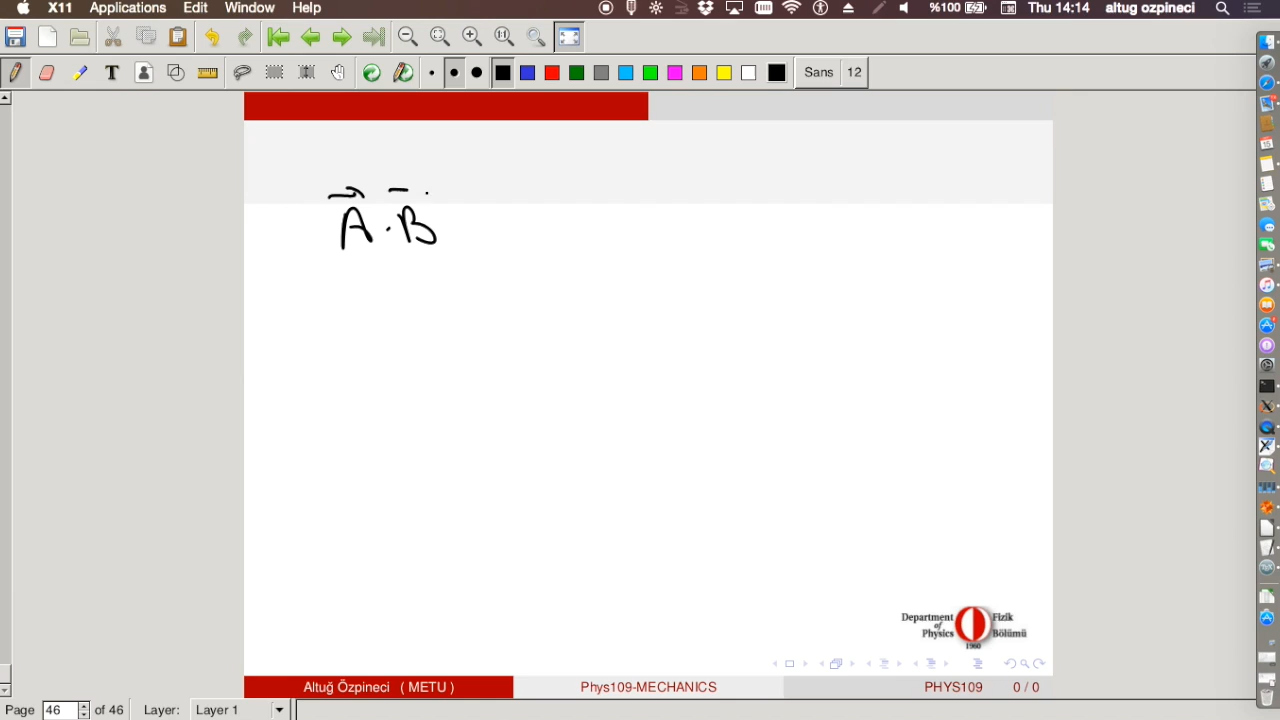 X11 Applications Edit Window Help %100 Thu 14:14 altug ozpineci
T Sans 12
A · B
Department of Physics Fizik Bölümü
1960
Altuğ Özpineci ( METU ) Phys109-MECHANICS PHYS109 0 / 0
Page 46 of 46 Layer: Layer 1